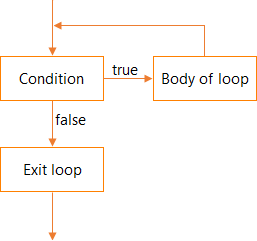 Condition
true
Body of loop
false
Exit loop